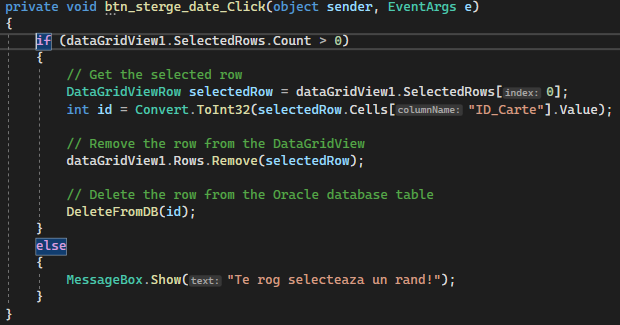 private void btn_sterge_date_Click(object sender, EventArgs e)
{
    if (dataGridView1.SelectedRows.Count > 0)
    {
        // Get the selected row
        DataGridViewRow selectedRow = dataGridView1.SelectedRows[index: 0];
        int id = Convert.ToInt32(selectedRow.Cells[columnName: "ID_Carte"].Value);

        // Remove the row from the DataGridView
        dataGridView1.Rows.Remove(selectedRow);

        // Delete the row from the Oracle database table
        DeleteFromDB(id);
    }
    else
    {
        MessageBox.Show(text: "Te rog selecteaza un rand!");
    }
}